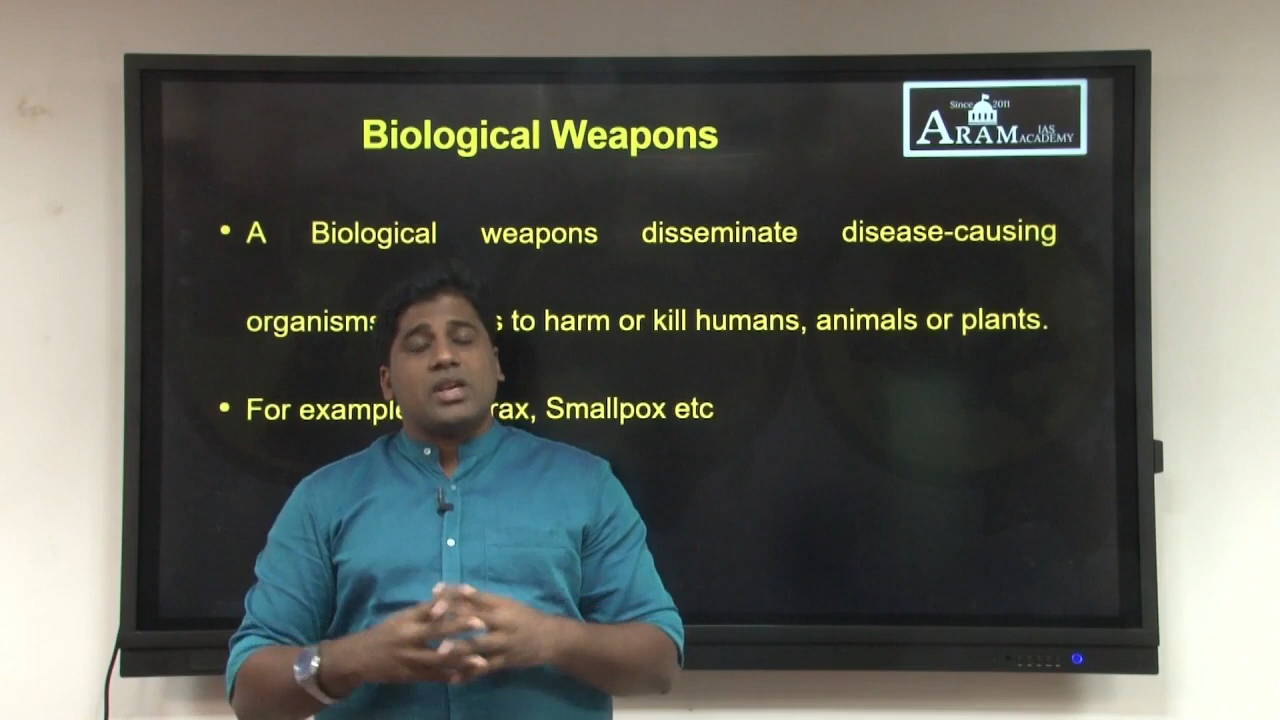 Since 2011
ARAM IAS ACADEMY
Biological Weapons
• A Biological weapons disseminate disease-causing
organisms to harm or kill humans, animals or plants.
• For example Smallpox etc